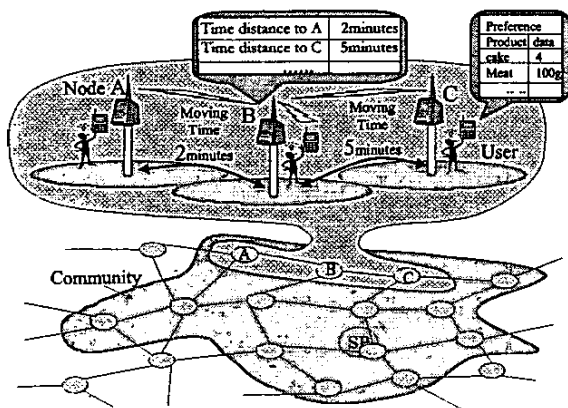 Time distance to A 2minutes
Time distance to C 5minutes
......
Preference
Product data
cake 4
Meat 100g
... ...
Node A
B
C
Moving
Time
2minutes
Moving
Time
5minutes
User
Community
A
B
C
SP